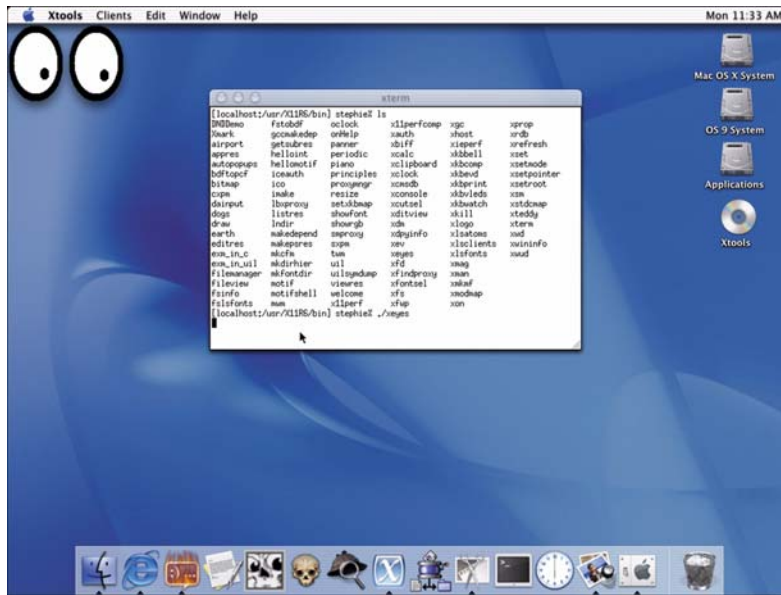 Xtools Clients Edit Window Help Mon 11:33 AM
Mac OS X System
OS 9 System
Applications
Xtools
xterm
[localhost:/usr/X11R6/bin] stephie% ls
DNDDemo fstobdf oclock x11perfcomp xgc xprop
Xmark gccmakedep onHelp xauth xhost xrdb
airport getsubres panner xbiff xieperf xrefresh
appres helloint periodic xcalc xkbbell xset
autopopups hellomotif piano xclipboard xkbcomp xsetmode
bdftopcf iceauth principles xclock xkbevd xsetpointer
bitmap ico proxymngr xcmsdb xkbprint xsetroot
cxpm imake resize xconsole xkbvleds xsm
dainput lbxproxy setxkbmap xcutsel xkbwatch xstdcmap
dogs listres showfont xditview xkill xteddy
draw lndir showrgb xdm xlogo xterm
earth makedepend smproxy xdpyinfo xlsatoms xwd
editres makepsres sxpm xev xlsclients xwininfo
exm_in_c mkcfm twm xeyes xlsfonts xwud
exm_in_uil mkdirhier uil xfd xmag
filemanager mkfontdir uilsymdump xfindproxy xman
fileview motif viewres xfontsel xmkmf
fsinfo motifshell welcome xfs xmodmap
fslsfonts mwm x11perf xfwp xon
[localhost:/usr/X11R6/bin] stephie% ./xeyes